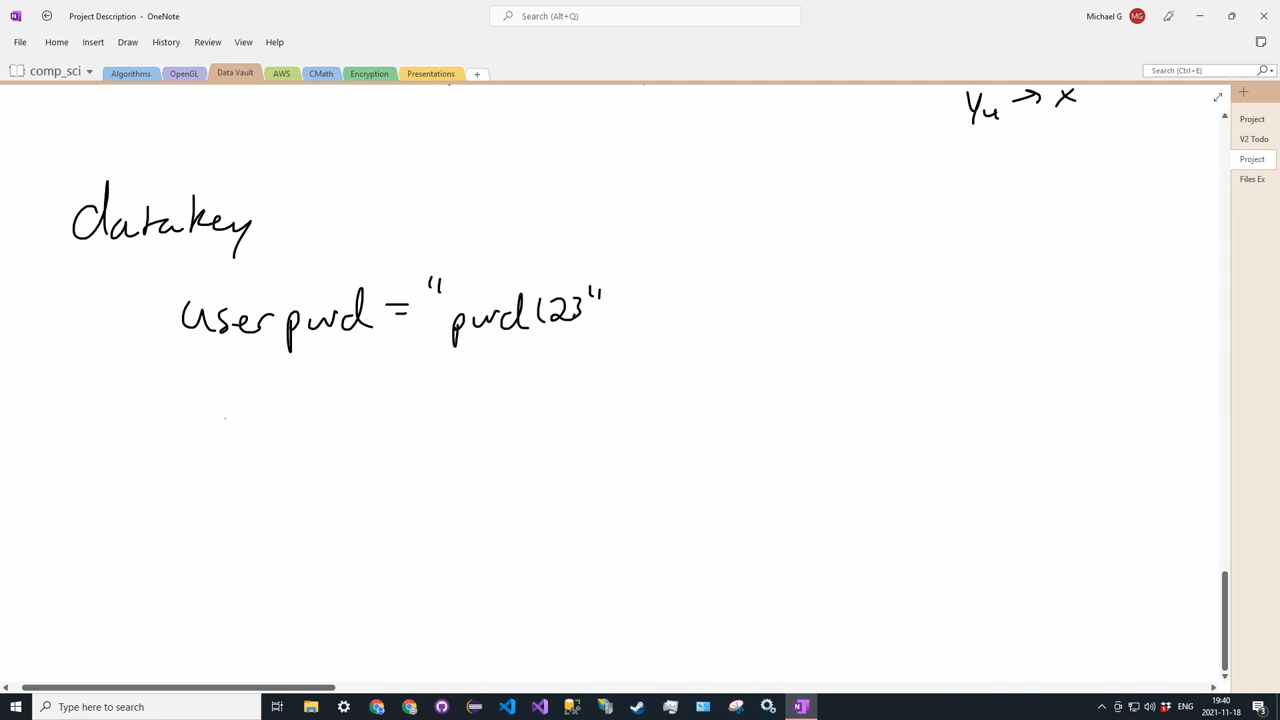 Project Description - OneNote
Search (Alt+Q)
Michael G
MG
File Home Insert Draw History Review View Help
comp_sci
Algorithms OpenGL Data Vault AWS CMath Encryption Presentations +
Search (Ctrl+E)
y4 → x
Project
V2 Todo
Project
Files Ex
datakey
userpwd = "pwd123"
Type here to search
ENG
19:40
2021-11-18